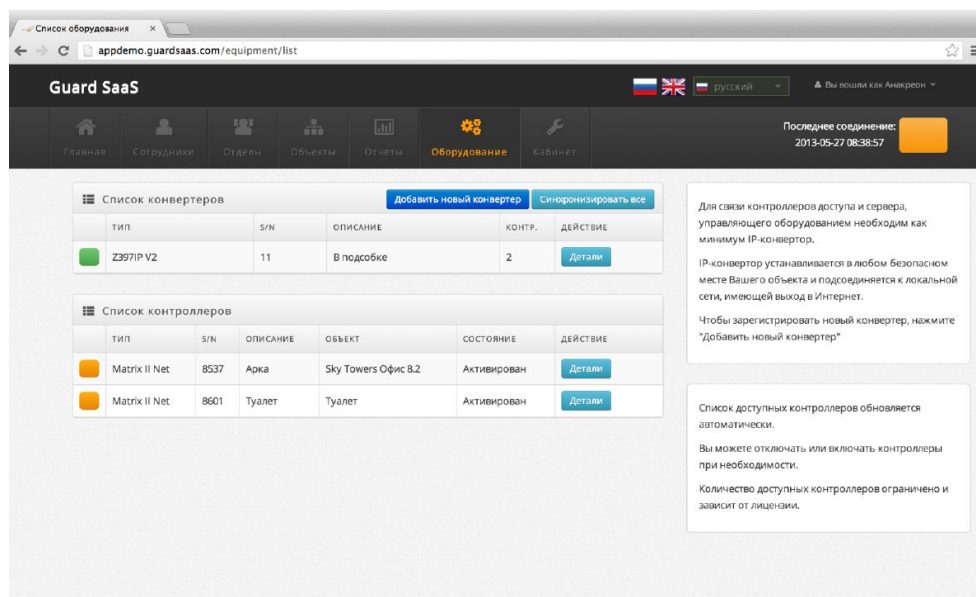 Список оборудования
appdemo.guardsaas.com/equipment/list
Guard SaaS
русский
Вы вошли как Анакреон
Главная Сотрудники Отделы Объекты Отчеты Оборудование Кабинет
Последнее соединение:
2013-05-27 08:38:57
Список конвертеров
Добавить новый конвертер Синхронизировать все
ТИП S/N ОПИСАНИЕ КОНТР. ДЕЙСТВИЕ
Z397IP V2 11 В подсобке 2 Детали
Список контроллеров
ТИП S/N ОПИСАНИЕ ОБЪЕКТ СОСТОЯНИЕ ДЕЙСТВИЕ
Matrix II Net 8537 Арка Sky Towers Офис 8.2 Активирован Детали
Matrix II Net 8601 Туалет Туалет Активирован Детали
Для связи контроллеров доступа и сервера,
управляющего оборудованием необходим как
минимум IP-конвертор.
IP-конвертор устанавливается в любом безопасном
месте Вашего объекта и подсоединяется к локальной
сети, имеющей выход в Интернет.
Чтобы зарегистрировать новый конвертер, нажмите
"Добавить новый конвертер"
Список доступных контроллеров обновляется
автоматически.
Вы можете отключать или включать контроллеры
при необходимости.
Количество доступных контроллеров ограничено и
зависит от лицензии.